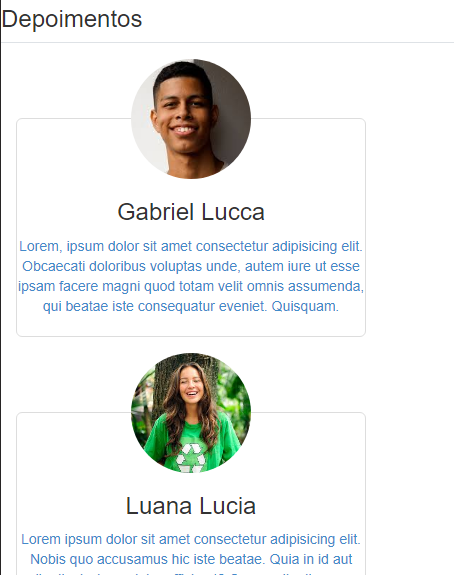 Depoimentos
Gabriel Lucca
Lorem, ipsum dolor sit amet consectetur adipisicing elit.
Obcaecati doloribus voluptas unde, autem iure ut esse
ipsam facere magni quod totam velit omnis assumenda,
qui beatae iste consequatur eveniet. Quisquam.
Luana Lucia
Lorem ipsum dolor sit amet consectetur adipisicing elit.
Nobis quo accusamus hic iste beatae. Quia in id aut